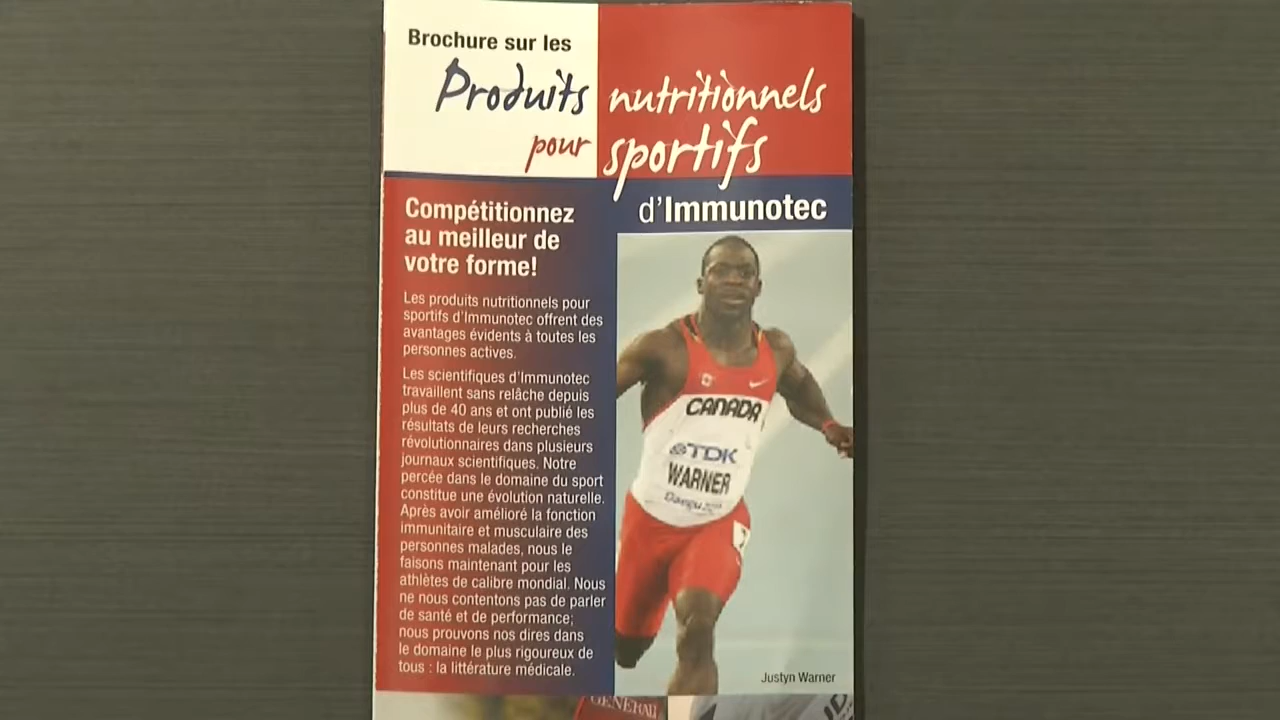 Brochure sur les
Produits nutritionnels
pour sportifs
d'Immunotec
Compétitionnez
au meilleur de
votre forme!
Les produits nutritionnels pour
sportifs d'Immunotec offrent des
avantages évidents à toutes les
personnes actives.
Les scientifiques d'Immunotec
travaillent sans relâche depuis
plus de 40 ans et ont publié les
résultats de leurs recherches
révolutionnaires dans plusieurs
journaux scientifiques. Notre
percée dans le domaine du sport
constitue une évolution naturelle.
Après avoir amélioré la fonction
immunitaire et musculaire des
personnes malades, nous le
faisons maintenant pour les
athlètes de calibre mondial. Nous
ne nous contentons pas de parler
de santé et de performance;
nous prouvons nos dires dans
le domaine le plus rigoureux de
tous : la littérature médicale.
CANADA
TDK
WARNER
Daegu
Justyn Warner
GENERALI